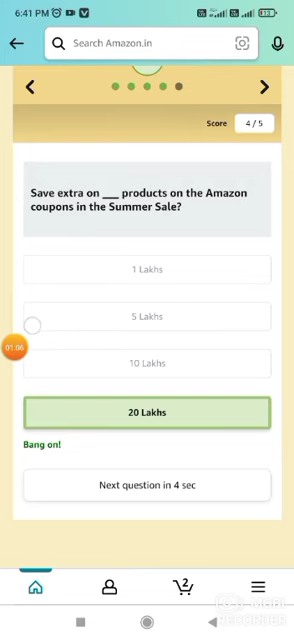 6:41 PM
Search Amazon.in
Score
4 / 5
Save extra on ___ products on the Amazon
coupons in the Summer Sale?
1 Lakhs
5 Lakhs
01:06
10 Lakhs
20 Lakhs
Bang on!
Next question in 4 sec
2
MOBI
RECORDER